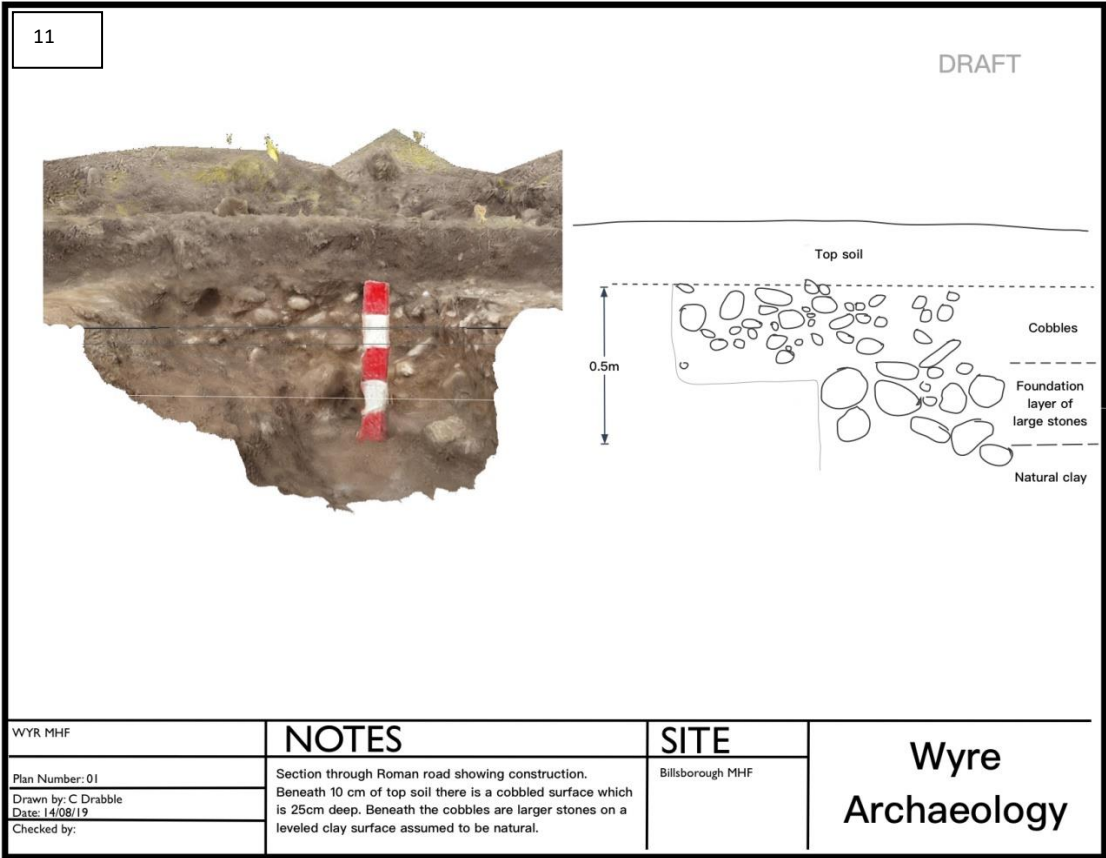 11
DRAFT
Top soil
Cobbles
0.5m
Foundation
layer of
large stones
Natural clay
WYR MHF
Plan Number: 01
Drawn by: C Drabble
Date: 14/08/19
Checked by:
NOTES
Section through Roman road showing construction.
Beneath 10 cm of top soil there is a cobbled surface which
is 25cm deep. Beneath the cobbles are larger stones on a
leveled clay surface assumed to be natural.
SITE
Billsborough MHF
Wyre
Archaeology